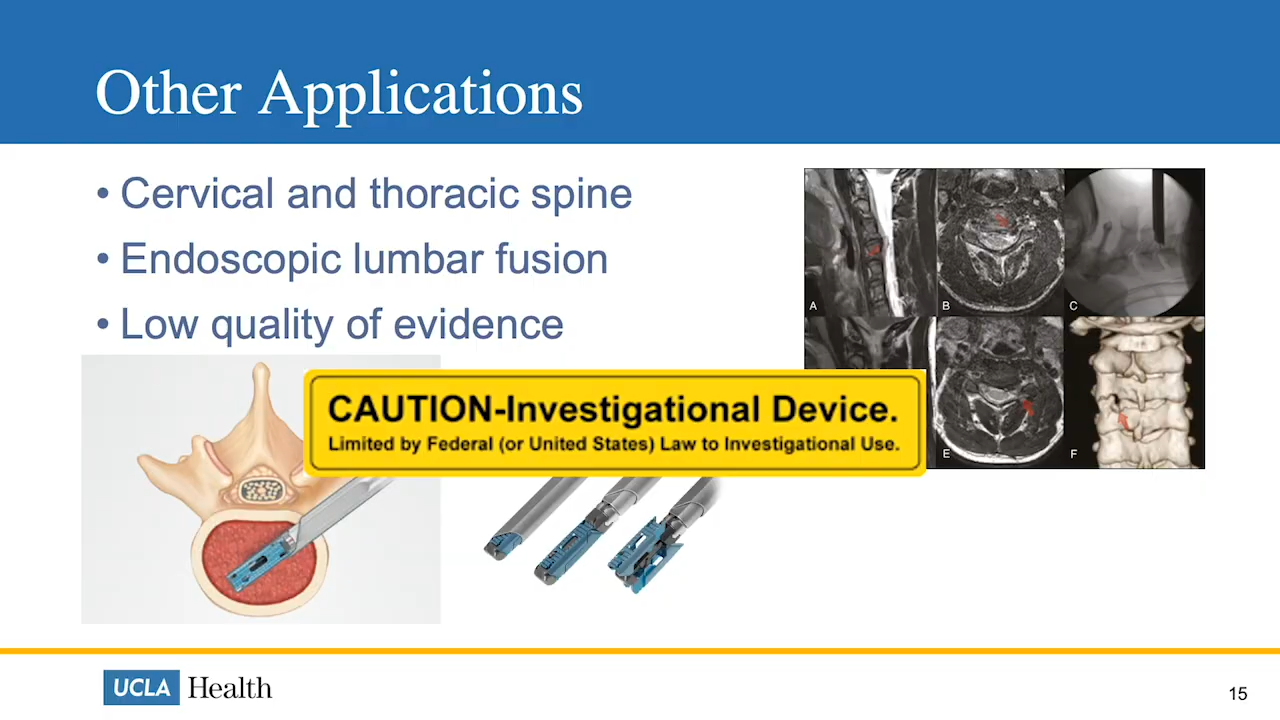 Other Applications
• Cervical and thoracic spine
• Endoscopic lumbar fusion
• Low quality of evidence
A
B
C
E
F
CAUTION-Investigational Device.
Limited by Federal (or United States) Law to Investigational Use.
UCLA Health
15